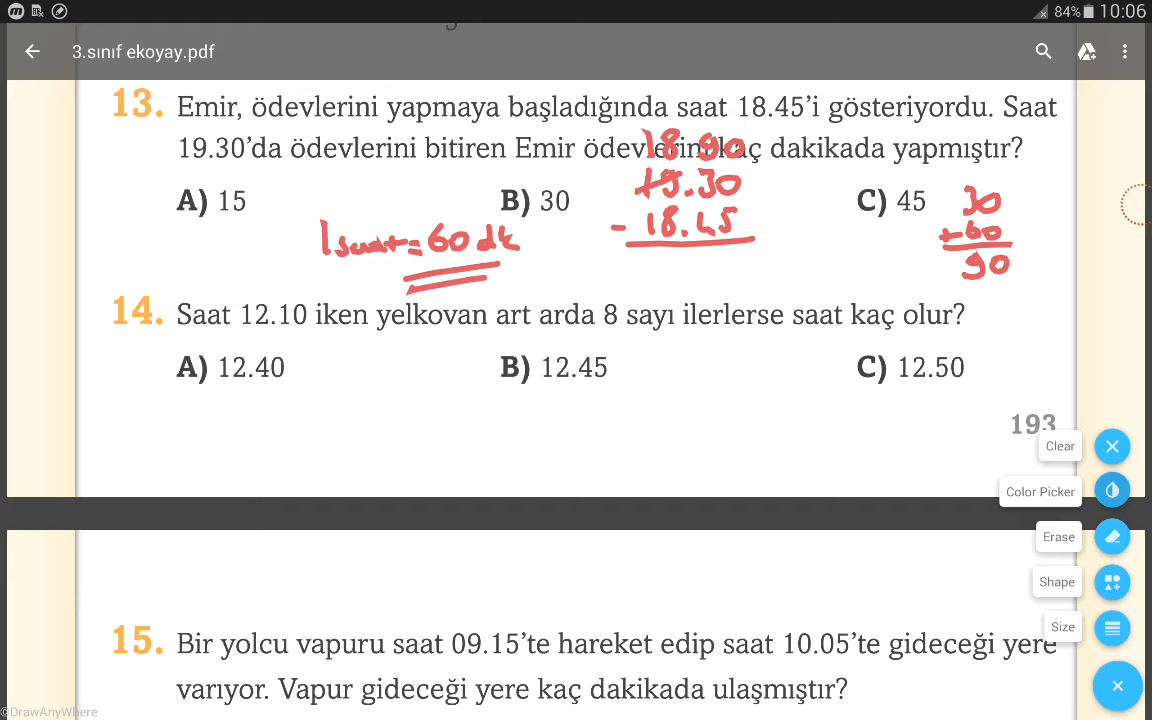 84% 10:06
3.sınıf ekoyay.pdf
13. Emir, ödevlerini yapmaya başladığında saat 18.45'i gösteriyordu. Saat
18 90
19.30'da ödevlerini bitiren Emir ödevlerini kaç dakikada yapmıştır?
19.30
A) 15 B) 30 C) 45
30
- 18.45
+ 60
1 saat = 60 dk
90
14. Saat 12.10 iken yelkovan art arda 8 sayı ilerlerse saat kaç olur?
A) 12.40 B) 12.45 C) 12.50
193
Clear
Color Picker
Erase
Shape
Size
15. Bir yolcu vapuru saat 09.15'te hareket edip saat 10.05'te gideceği yere
varıyor. Vapur gideceği yere kaç dakikada ulaşmıştır?
©DrawAnyWhere